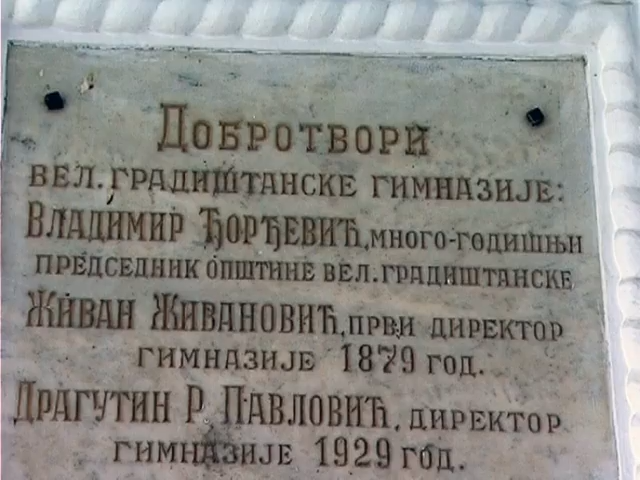 Добротвори
вел. градиштанске гимназије:
Владимир Ђорђевић, много-годишњи
председник општине вел. градиштанске
Живан Живановић, први директор
гимназије 1879 год.
Драгутин Р. Павловић, директор
гимназије 1929 год.